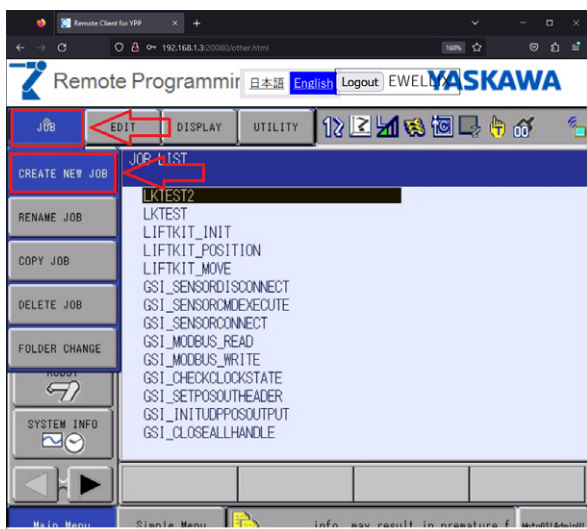 Remote Client for YPP
192.168.1.3:20080/other.html
160%
Remote Programmin 日本語 English Logout EWELLIX YASKAWA
JOB EDIT DISPLAY UTILITY
JOB LIST
CREATE NEW JOB
RENAME JOB
COPY JOB
DELETE JOB
FOLDER CHANGE
LKTEST2
LKTEST
LIFTKIT_INIT
LIFTKIT_POSITION
LIFTKIT_MOVE
GSI_SENSORDISCONNECT
GSI_SENSORCMDEXECUTE
GSI_SENSORCONNECT
GSI_MODBUS_READ
GSI_MODBUS_WRITE
GSI_CHECKCLOCKSTATE
GSI_SETPOSOUTHEADER
GSI_INITUDPPOSOUTPUT
GSI_CLOSEALLHANDLE
ROBOT
SYSTEM INFO
Main Menu Simple Menu info may result in premature f